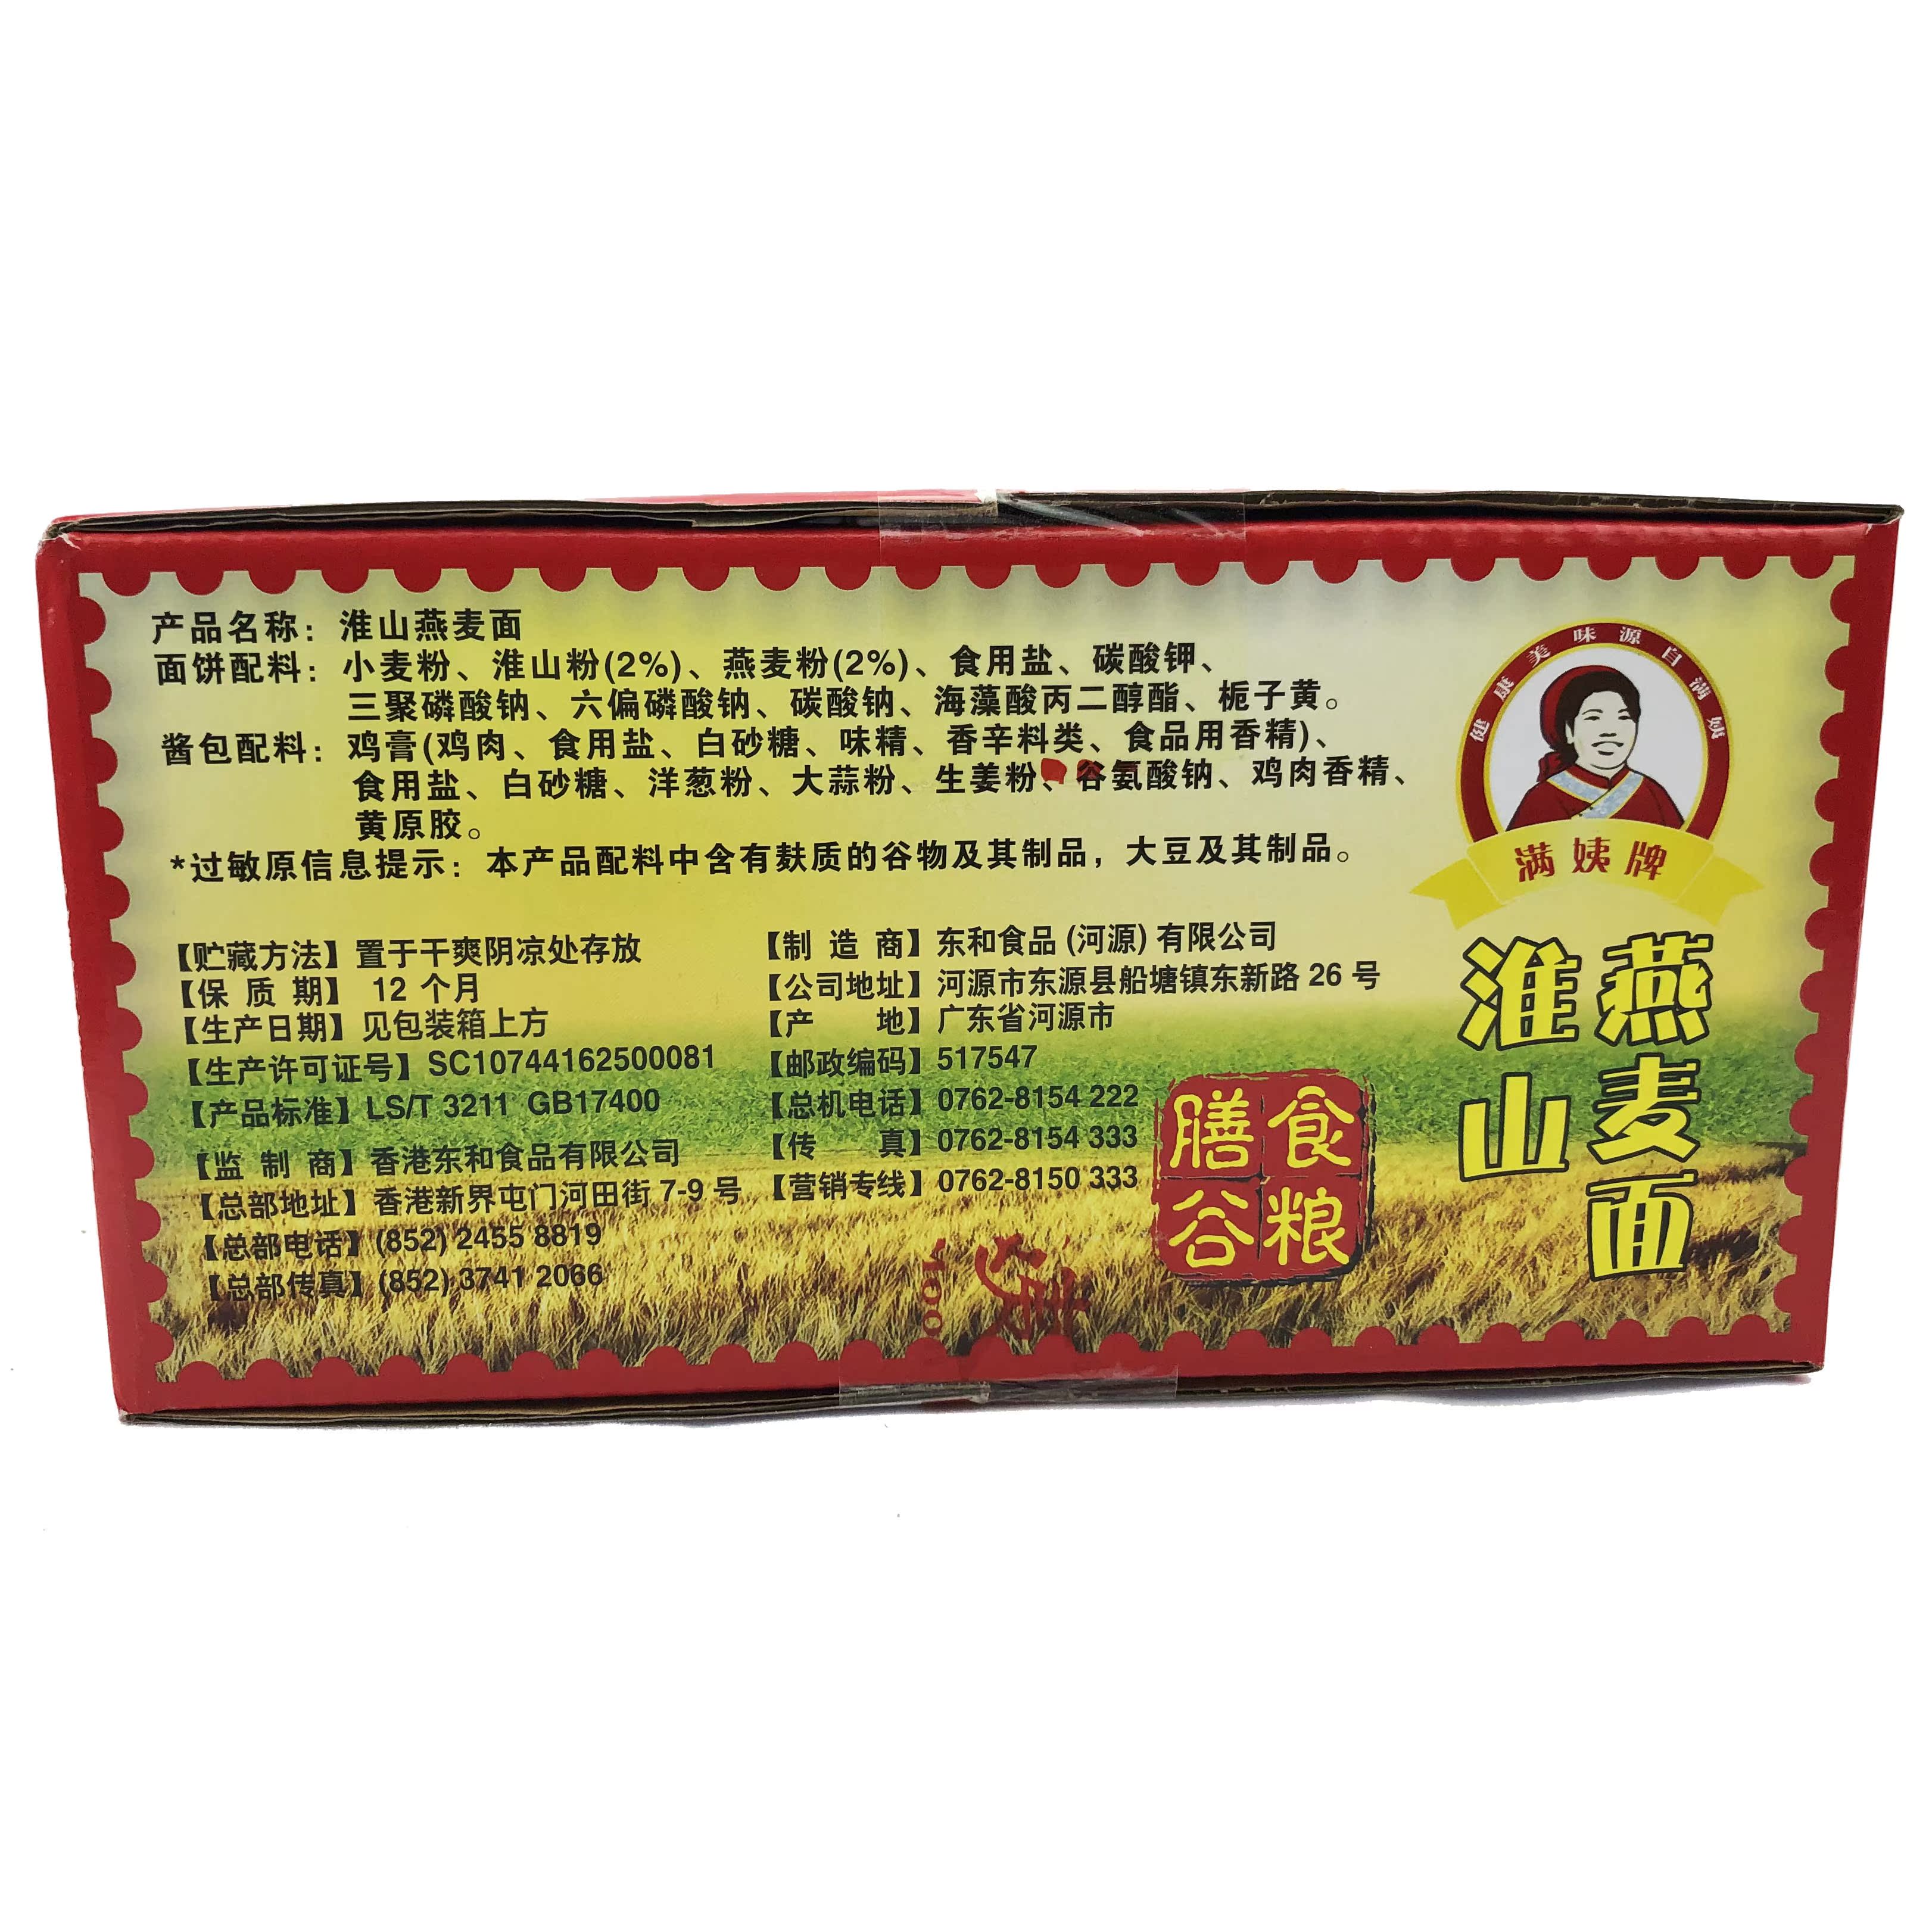 产品名称：淮山燕麦面
面饼配料：小麦粉、淮山粉(2%)、燕麦粉(2%)、食用盐、碳酸钾、
三聚磷酸钠、六偏磷酸钠、碳酸钠、海藻酸丙二醇酯、栀子黄。
酱包配料：鸡膏(鸡肉、食用盐、白砂糖、味精、香辛料类、食品用香精)、
食用盐、白砂糖、洋葱粉、大蒜粉、生姜粉、谷氨酸钠、鸡肉香精、
黄原胶。
*过敏原信息提示：本产品配料中含有麸质的谷物及其制品，大豆及其制品。
【贮藏方法】置于干爽阴凉处存放
【保质期】 12 个月
【生产日期】见包装箱上方
【生产许可证号】SC10744162500081
【产品标准】LS/T 3211 GB17400
【监制商】香港东和食品有限公司
【总部地址】香港新界屯门河田街 7-9 号
【总部电话】(852) 2455 8819
【总部传真】(852) 3741 2066
【制造商】东和食品 (河源) 有限公司
【公司地址】河源市东源县船塘镇东新路 26 号
【产地】广东省河源市
【邮政编码】517547
【总机电话】0762-8154 222
【传真】0762-8154 333
【营销专线】0762-8150 333
食粮
膳谷
健康美味源自满姨
满姨牌
淮山
燕麦面